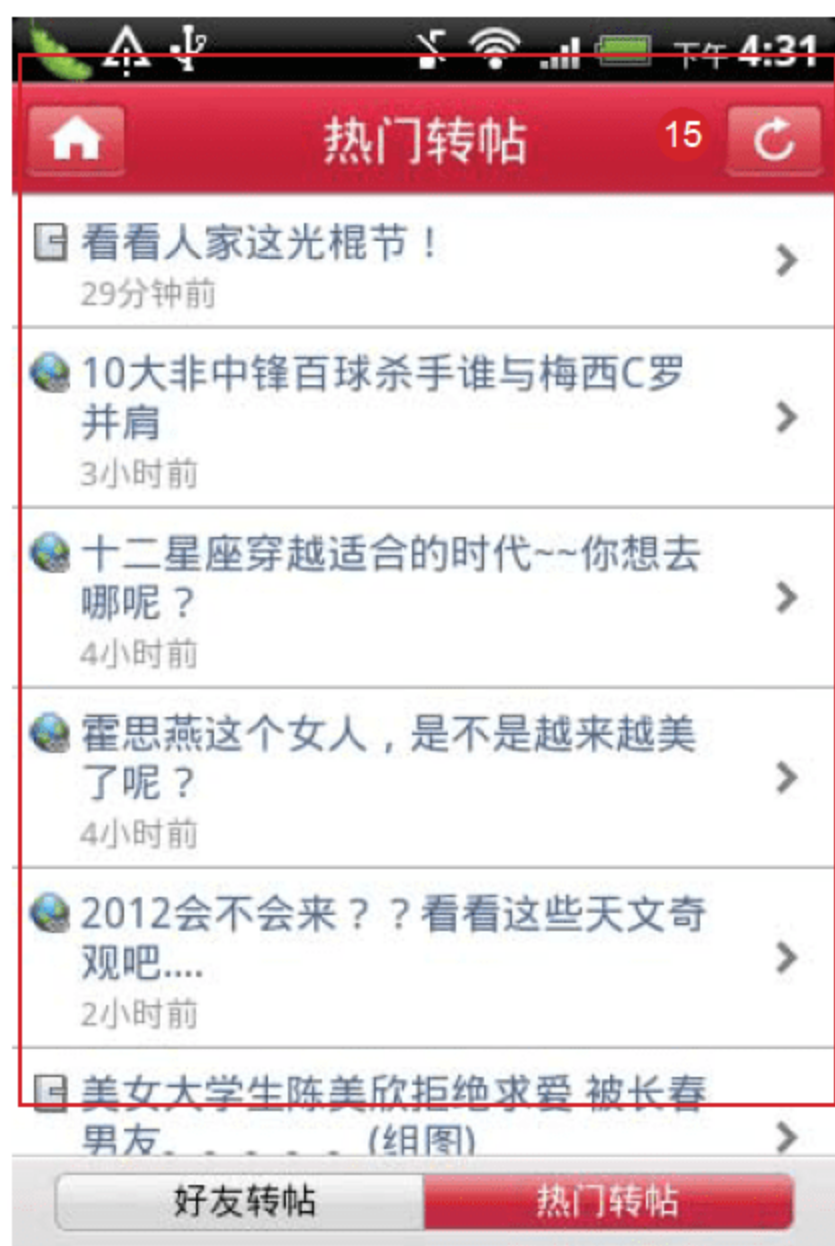 下午 4:31
热门转帖
15
看看人家这光棍节！
29分钟前
10大非中锋百球杀手谁与梅西C罗
并肩
3小时前
十二星座穿越适合的时代~~你想去
哪呢？
4小时前
霍思燕这个女人，是不是越来越美
了呢？
4小时前
2012会不会来？？看看这些天文奇
观吧....
2小时前
美女大学生陈美欣拒绝求爱 被长春
男友。。。。。(组图)
好友转帖
热门转帖